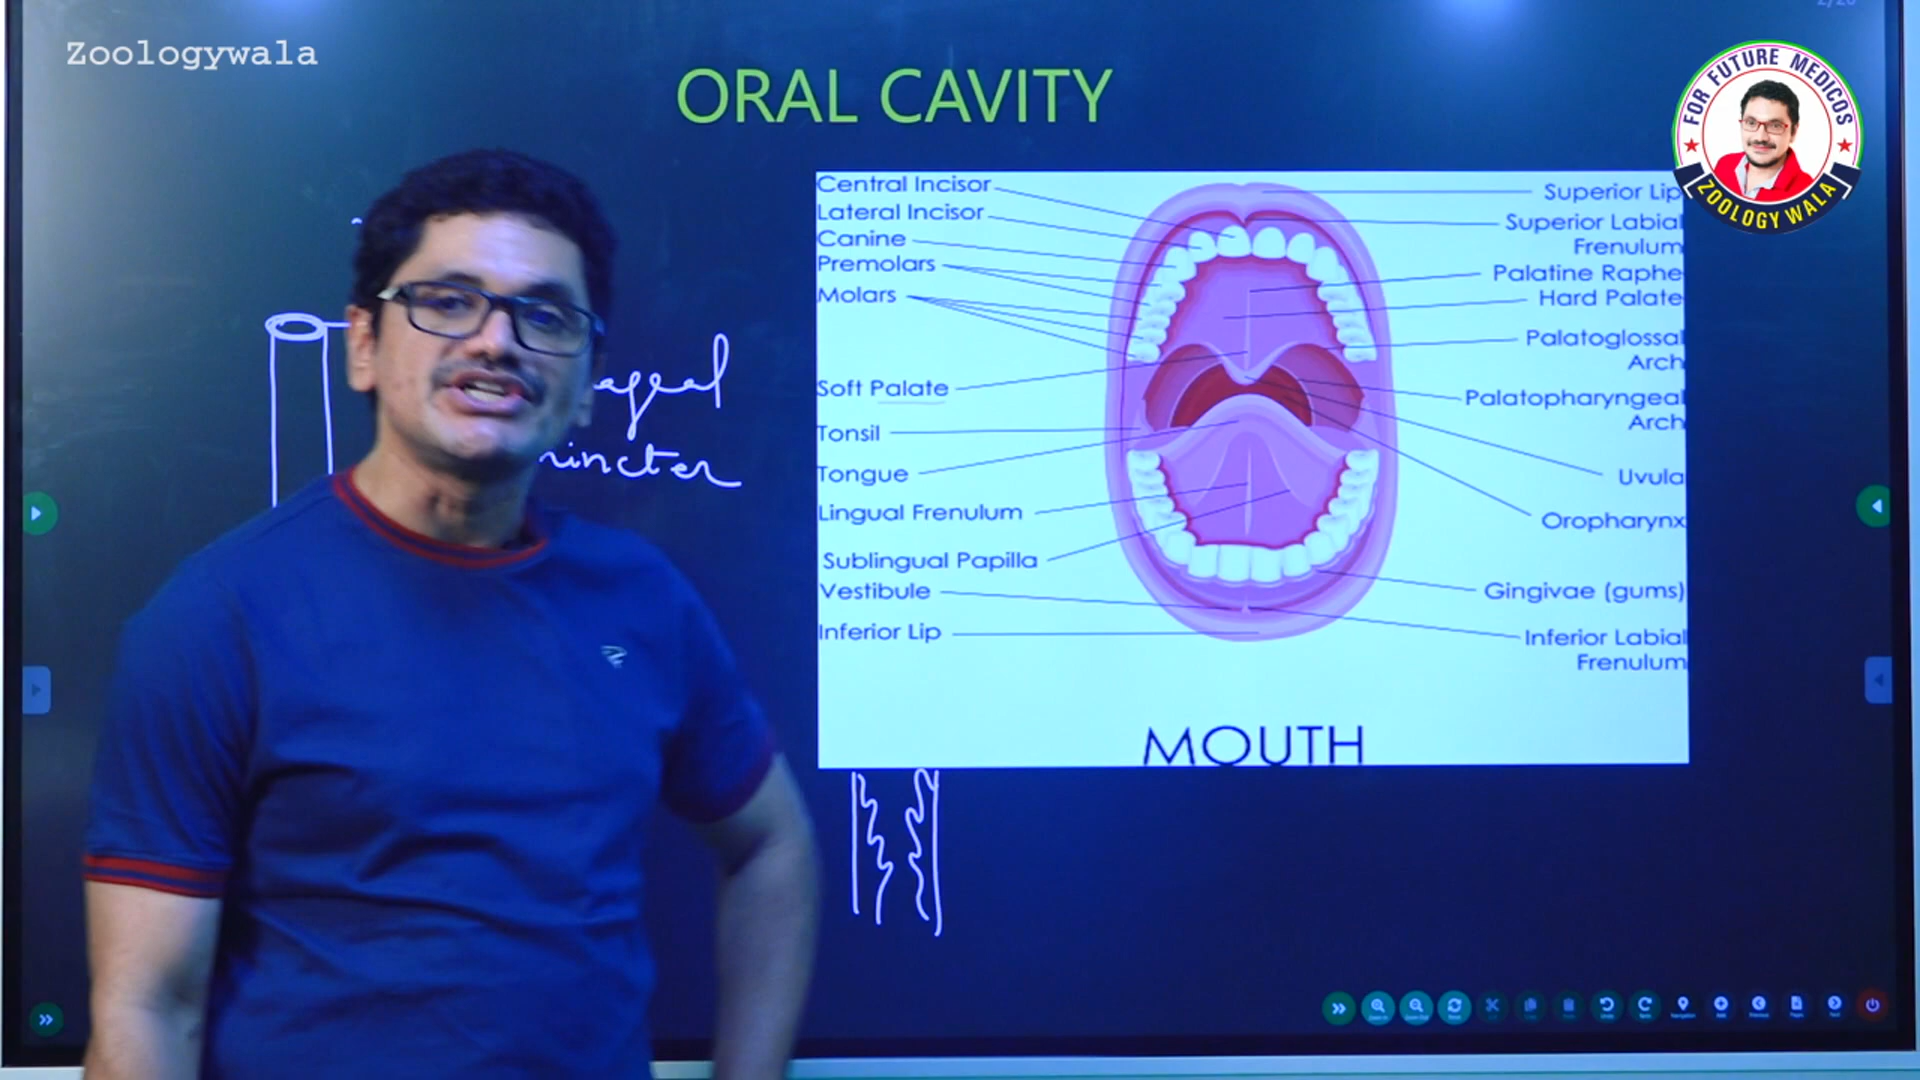 Zoologywala
ORAL CAVITY
FOR FUTURE MEDICOS
ZOOLOGY WALA
Central Incisor
Lateral Incisor
Canine
Premolars
Molars
Soft Palate
Tonsil
Tongue
Lingual Frenulum
Sublingual Papilla
Vestibule
Inferior Lip
Superior Lip
Superior Labial
Frenulum
Palatine Raphe
Hard Palate
Palatoglossal
Arch
Palatopharyngeal
Arch
Uvula
Oropharynx
Gingivae (gums)
Inferior Labial
Frenulum
MOUTH